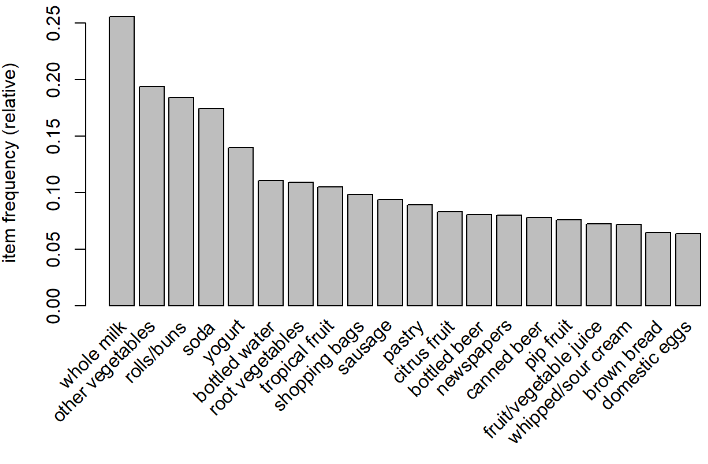 item frequency (relative)
0.25
0.20
0.15
0.10
0.05
0.00
whole milk
other vegetables
rolls/buns
soda
yogurt
bottled water
root vegetables
tropical fruit
shopping bags
sausage
pastry
citrus fruit
bottled beer
newspapers
canned beer
pip fruit
fruit/vegetable juice
whipped/sour cream
brown bread
domestic eggs